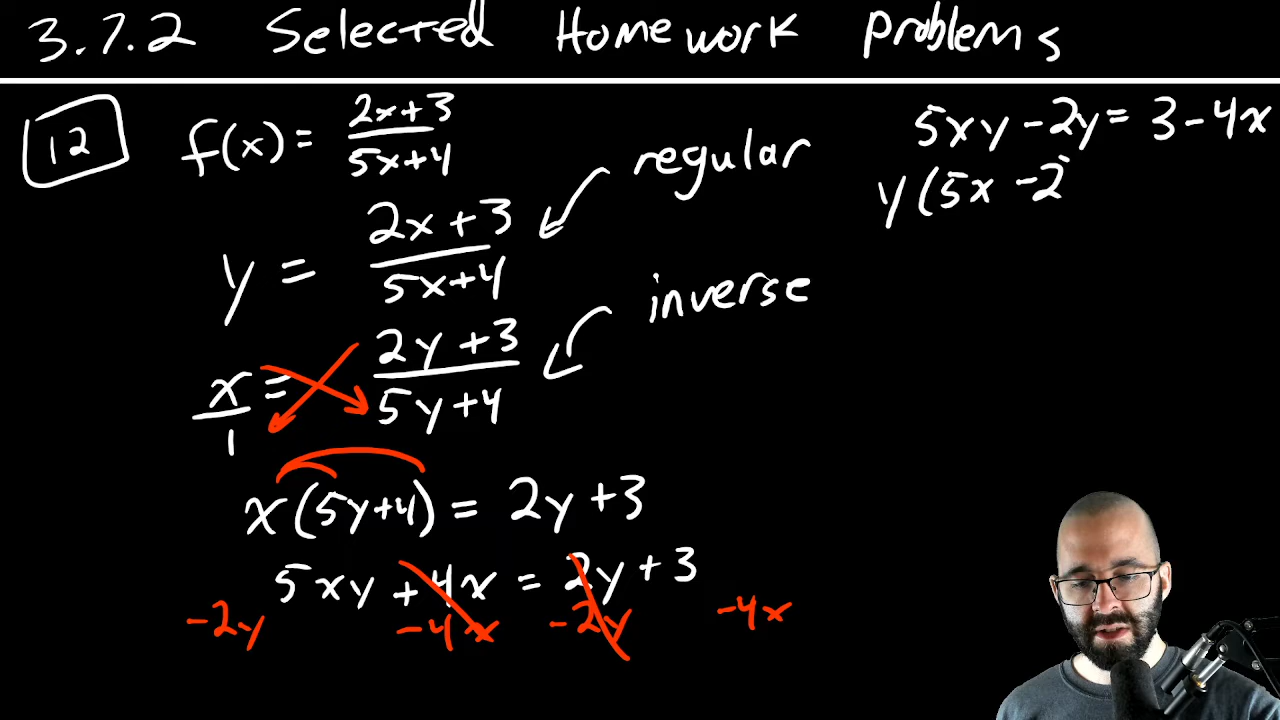 3.7.2 Selected Homework Problems
12
f(x) = 2x+3 / 5x+4
y = 2x+3 / 5x+4
regular
x/1 = 2y+3 / 5y+4
inverse
x(5y+4) = 2y+3
5xy + 4x = 2y + 3
-2y -4x -2y -4x
5xy - 2y = 3 - 4x
y(5x - 2